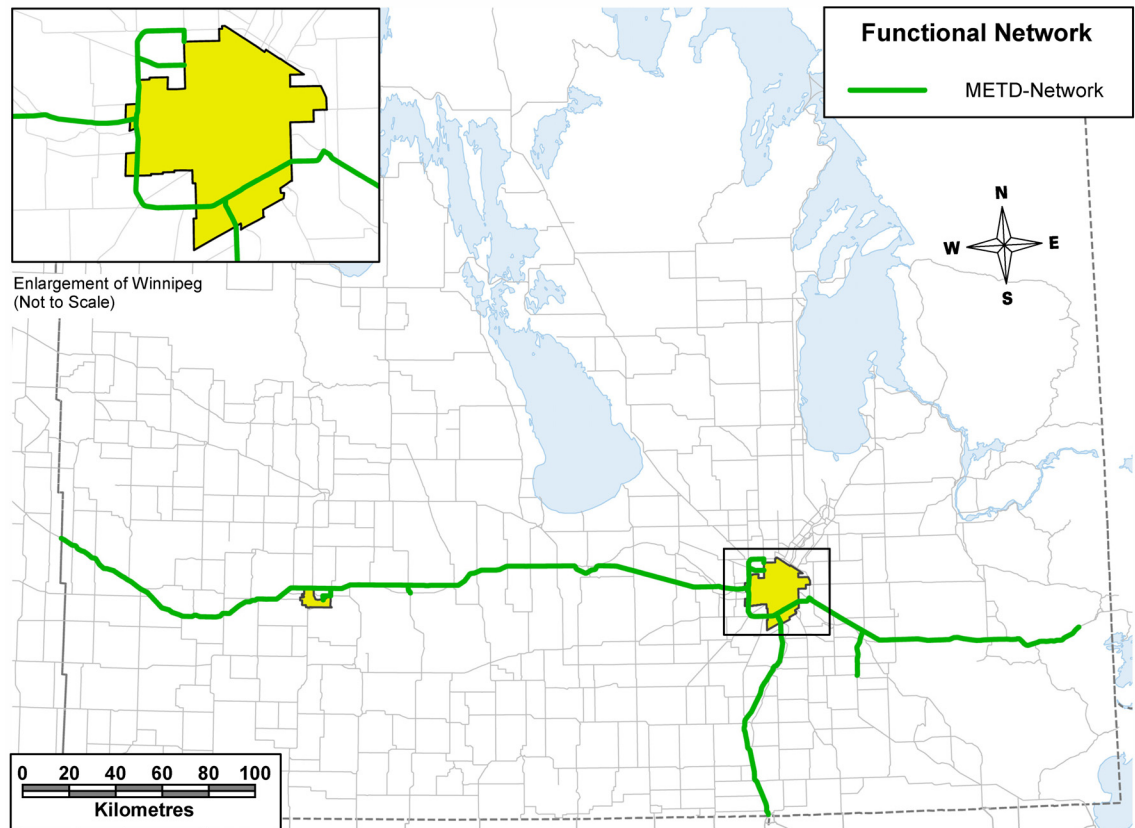 Functional Network
METD-Network
N
W E
S
Enlargement of Winnipeg
(Not to Scale)
0 20 40 60 80 100
Kilometres